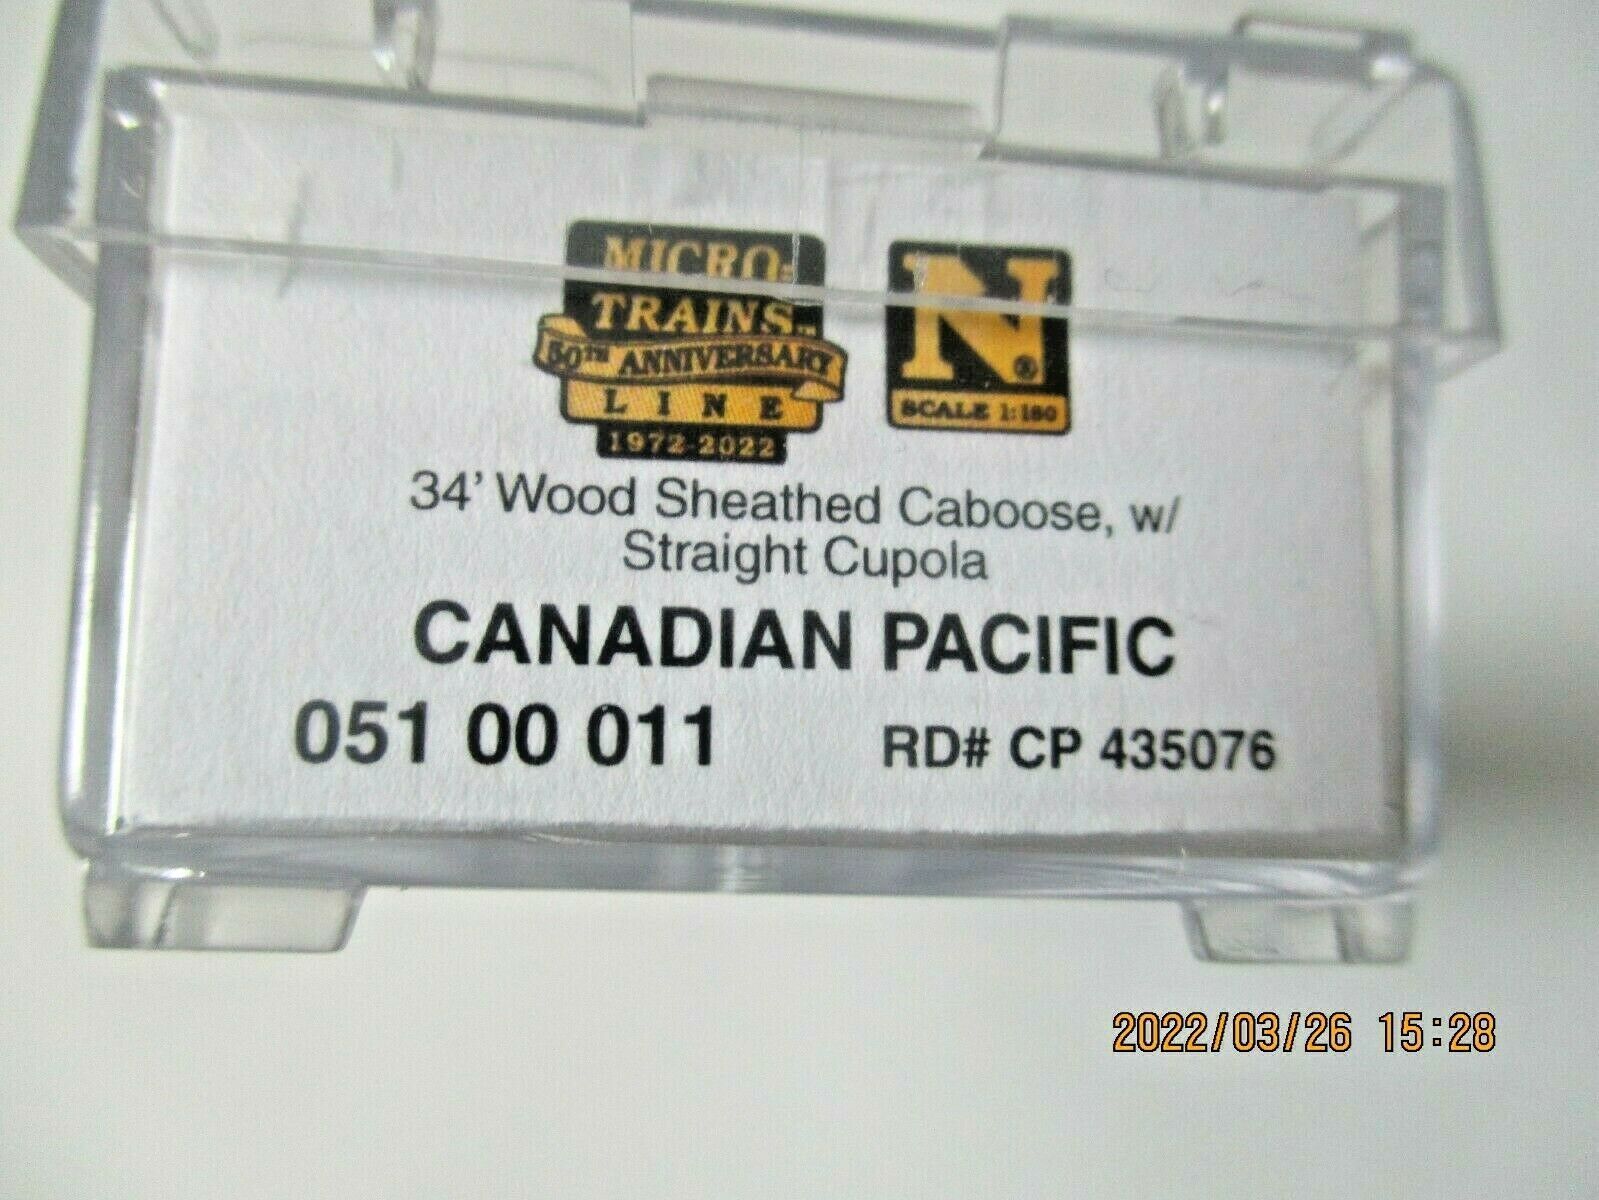 MICRO-
TRAINS
50TH ANNIVERSARY
LINE
1972-2022
N ®
SCALE 1:160
34' Wood Sheathed Caboose, w/
Straight Cupola
CANADIAN PACIFIC
051 00 011 RD# CP 435076
2022/03/26 15:28